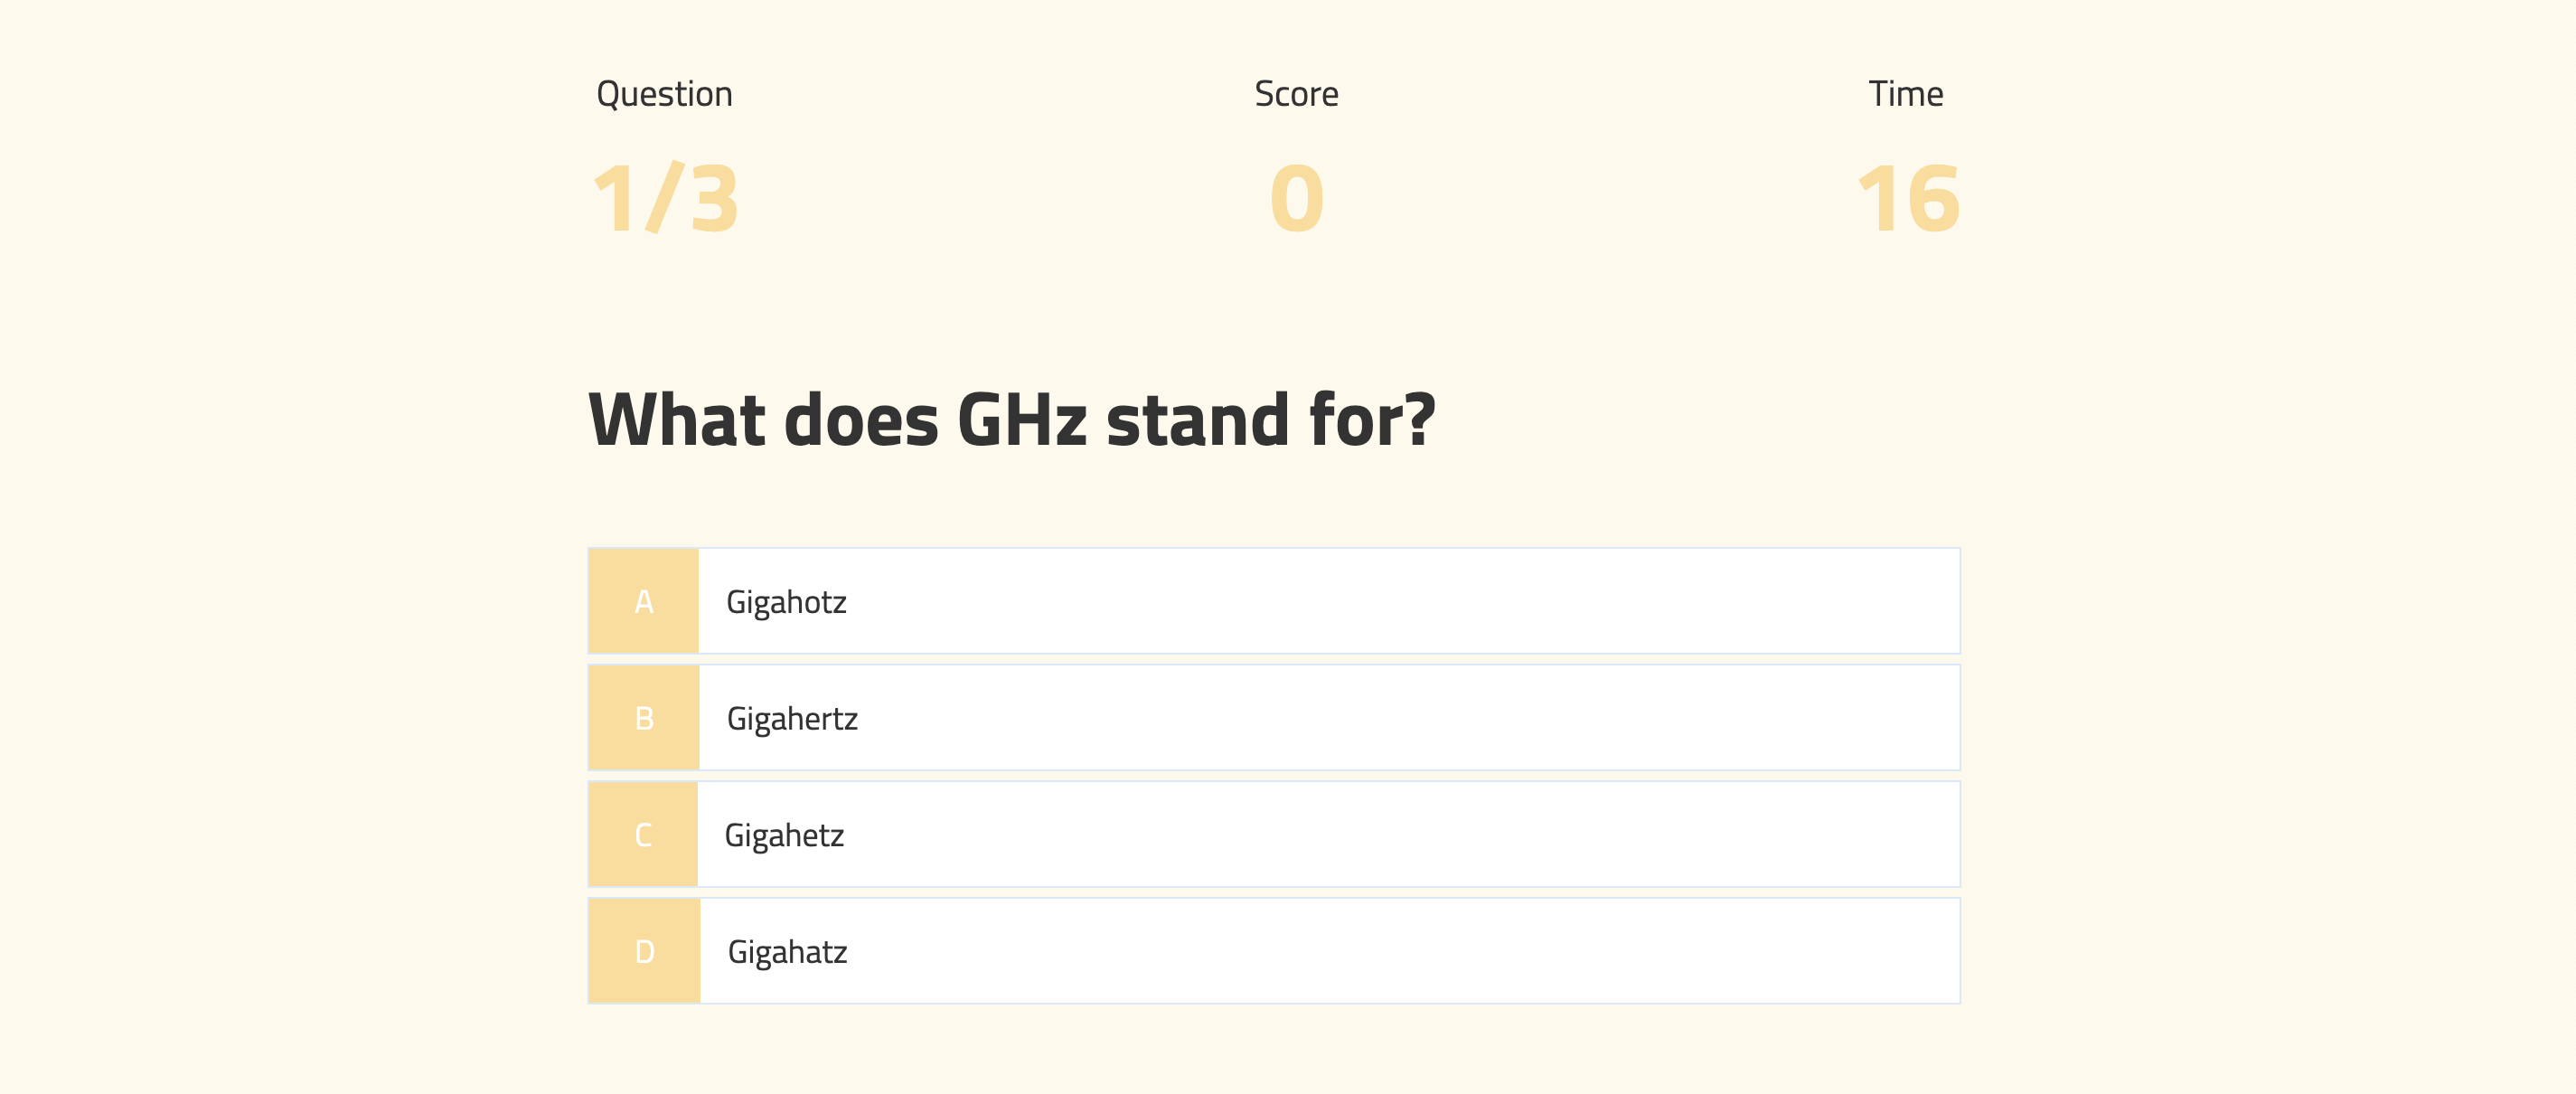 Question Score Time
1/3 0 16
What does GHz stand for?
A Gigahotz
B Gigahertz
C Gigahetz
D Gigahatz